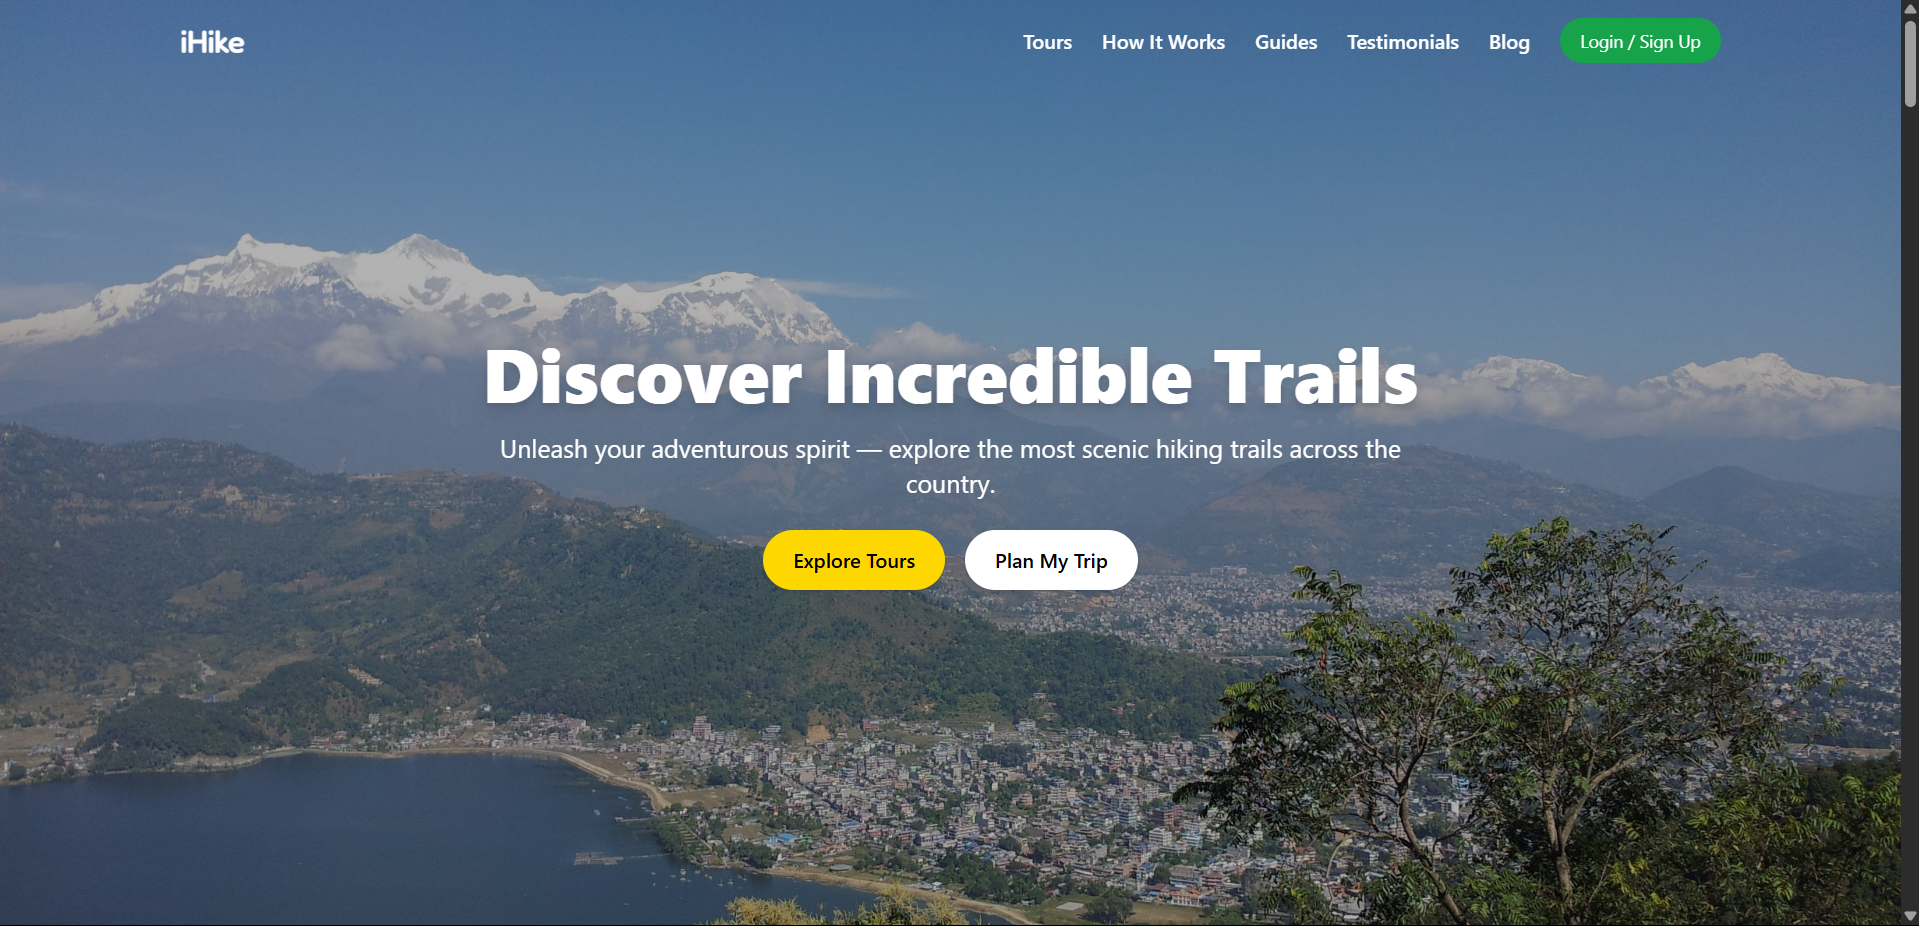 iHike
Tours
How It Works
Guides
Testimonials
Blog
Login / Sign Up
Discover Incredible Trails
Unleash your adventurous spirit — explore the most scenic hiking trails across the
country.
Explore Tours
Plan My Trip